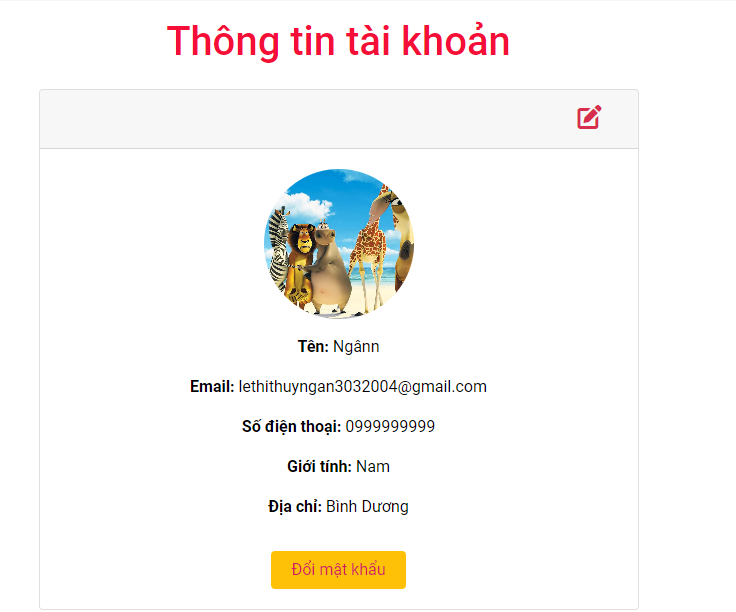 Thông tin tài khoản
Tên: Ngânn
Email: lethithuyngan3032004@gmail.com
Số điện thoại: 0999999999
Giới tính: Nam
Địa chỉ: Bình Dương
Đổi mật khẩu